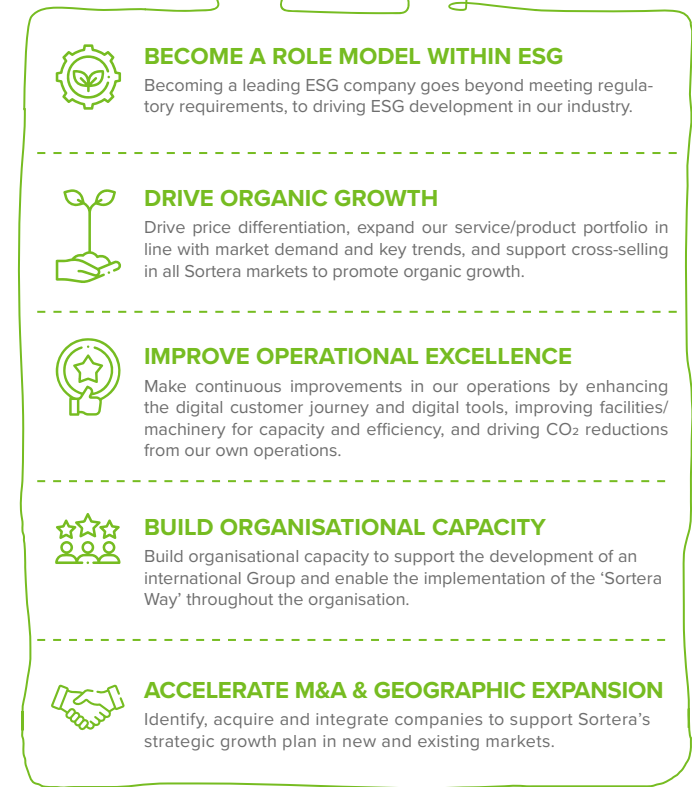 BECOME A ROLE MODEL WITHIN ESG
Becoming a leading ESG company goes beyond meeting regula-
tory requirements, to driving ESG development in our industry.
DRIVE ORGANIC GROWTH
Drive price differentiation, expand our service/product portfolio in
line with market demand and key trends, and support cross-selling
in all Sortera markets to promote organic growth.
IMPROVE OPERATIONAL EXCELLENCE
Make continuous improvements in our operations by enhancing
the digital customer journey and digital tools, improving facilities/
machinery for capacity and efficiency, and driving CO₂ reductions
from our own operations.
BUILD ORGANISATIONAL CAPACITY
Build organisational capacity to support the development of an
international Group and enable the implementation of the ‘Sortera
Way’ throughout the organisation.
ACCELERATE M&A & GEOGRAPHIC EXPANSION
Identify, acquire and integrate companies to support Sortera’s
strategic growth plan in new and existing markets.